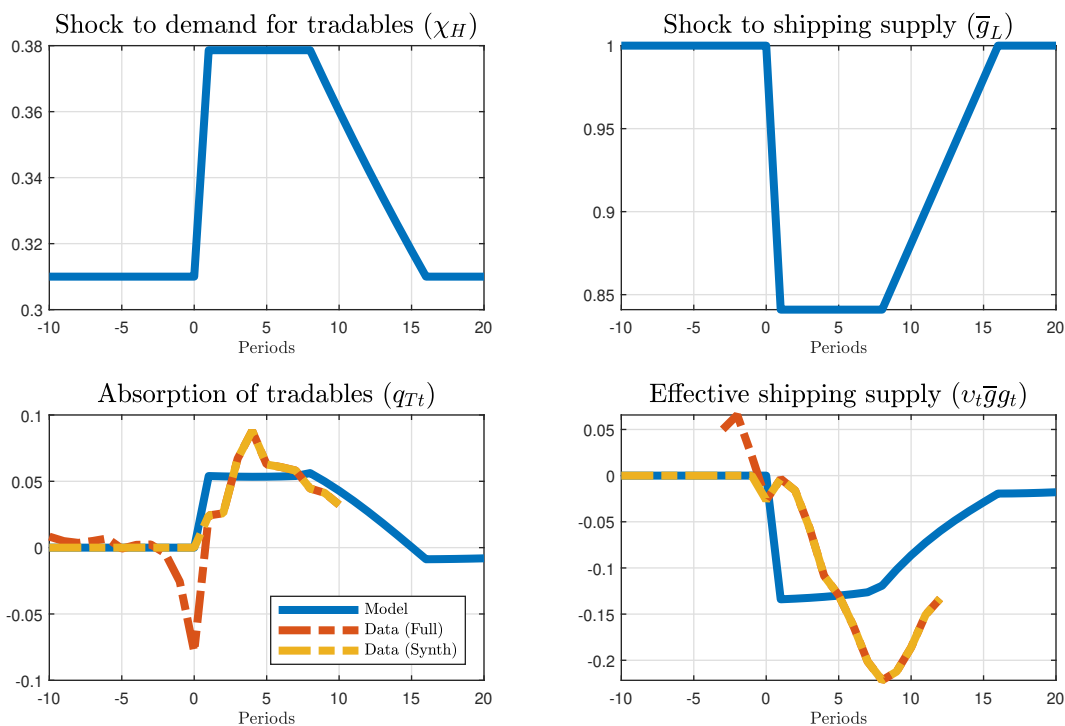 Shock to demand for tradables (χ_H)
0.38
0.36
0.34
0.32
0.3
-10 -5 0 5 10 15 20
Periods
Shock to shipping supply (g̅_L)
1
0.95
0.9
0.85
-10 -5 0 5 10 15 20
Periods
Absorption of tradables (q_Tt)
0.1
0.05
0
-0.05
-0.1
Model
Data (Full)
Data (Synth)
-10 -5 0 5 10 15 20
Periods
Effective shipping supply (υ_t g̅ g_t)
0.05
0
-0.05
-0.1
-0.15
-0.2
-10 -5 0 5 10 15 20
Periods